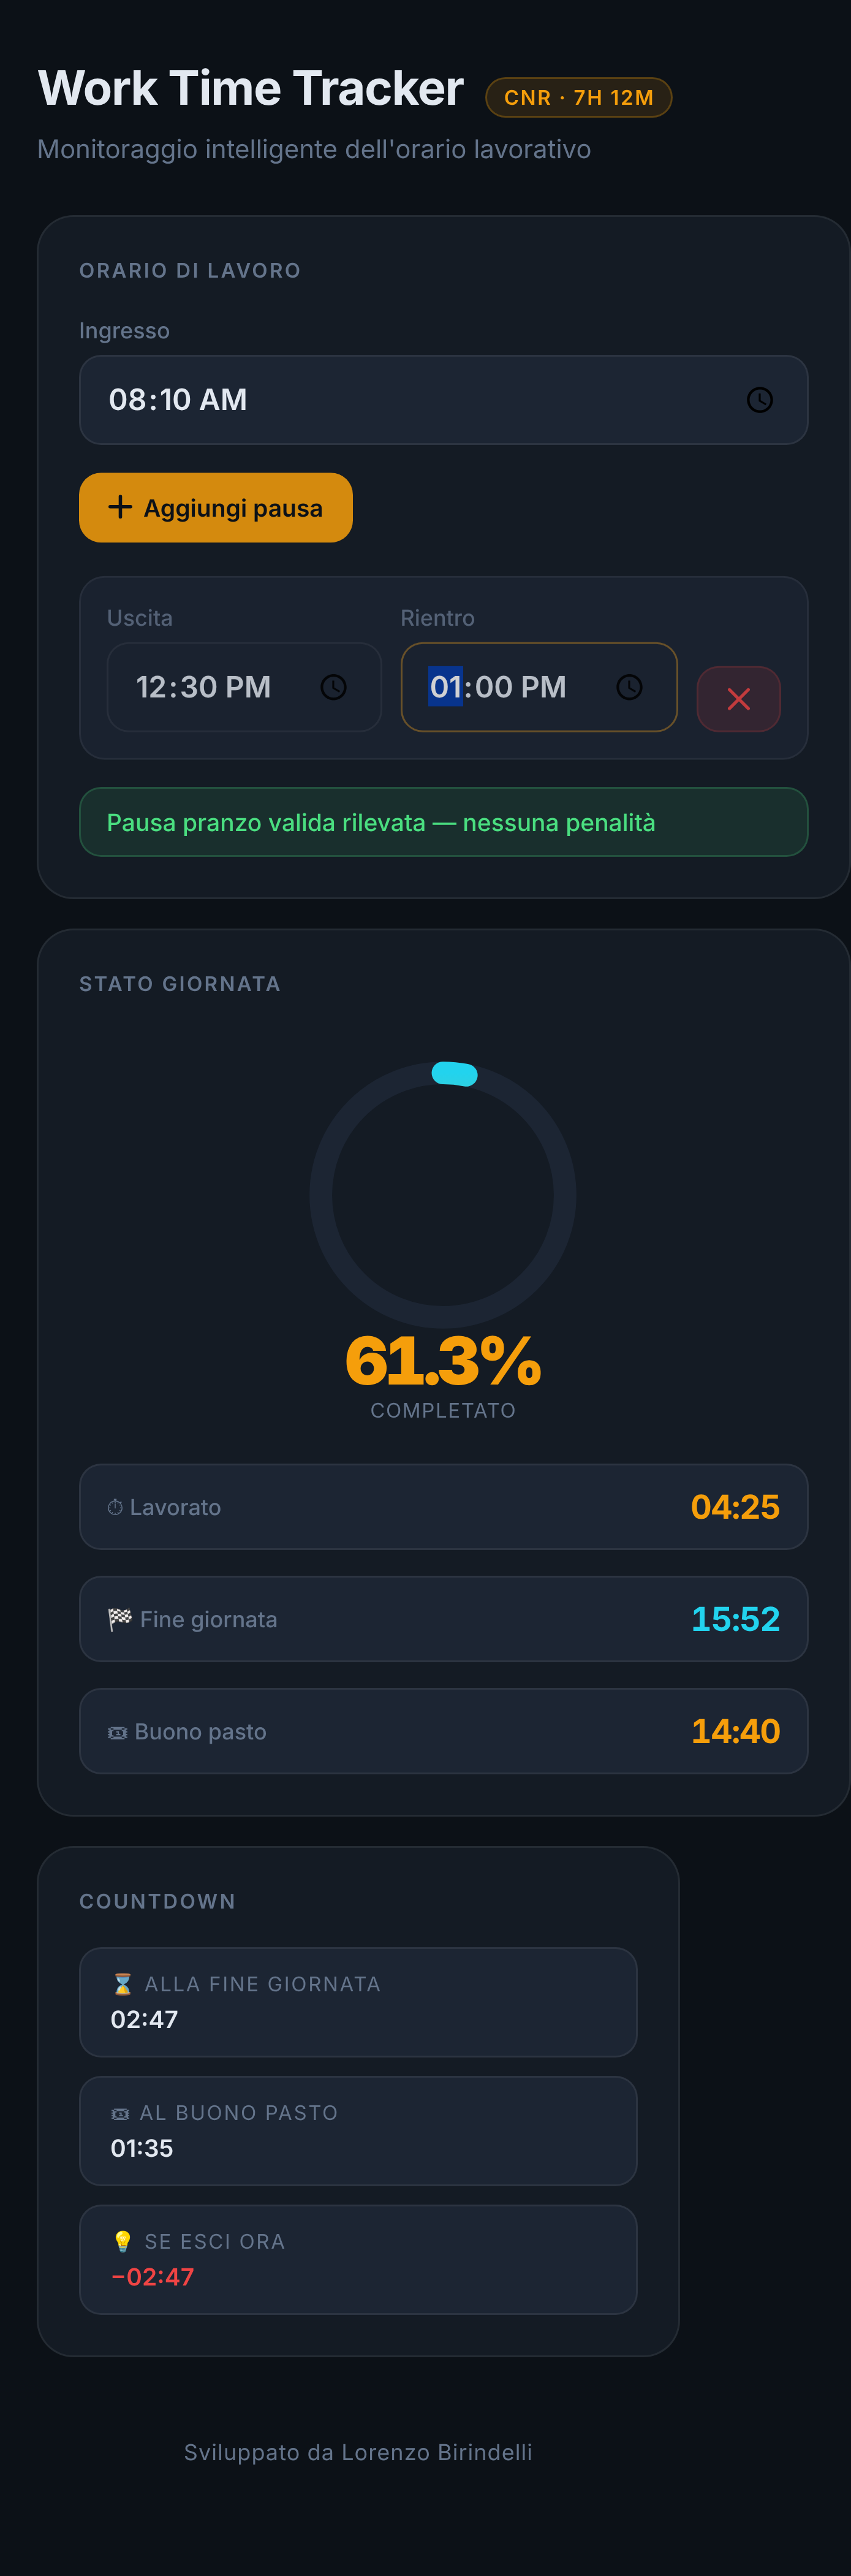 Work Time Tracker CNR · 7H 12M
Monitoraggio intelligente dell'orario lavorativo
ORARIO DI LAVORO
Ingresso
08:10 AM
+ Aggiungi pausa
Uscita
Rientro
12:30 PM
01:00 PM
Pausa pranzo valida rilevata — nessuna penalità
STATO GIORNATA
61.3%
COMPLETATO
⏱ Lavorato 04:25
🏁 Fine giornata 15:52
🎟 Buono pasto 14:40
COUNTDOWN
⌛ ALLA FINE GIORNATA
02:47
🎟 AL BUONO PASTO
01:35
💡 SE ESCI ORA
−02:47
Sviluppato da Lorenzo Birindelli